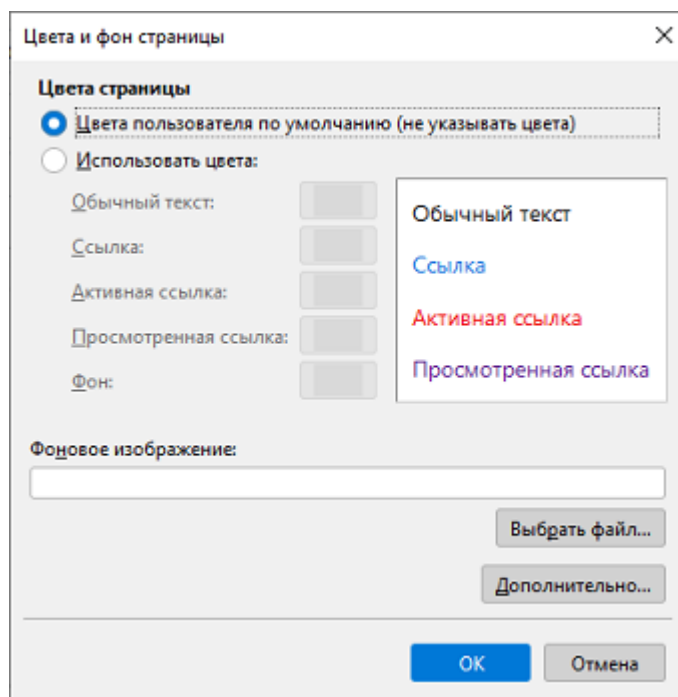 Цвета и фон страницы
Цвета страницы
Цвета пользователя по умолчанию (не указывать цвета)
Использовать цвета:
Обычный текст:
Ссылка:
Активная ссылка:
Просмотренная ссылка:
Фон:
Обычный текст
Ссылка
Активная ссылка
Просмотренная ссылка
Фоновое изображение:
Выбрать файл...
Дополнительно...
ОК
Отмена